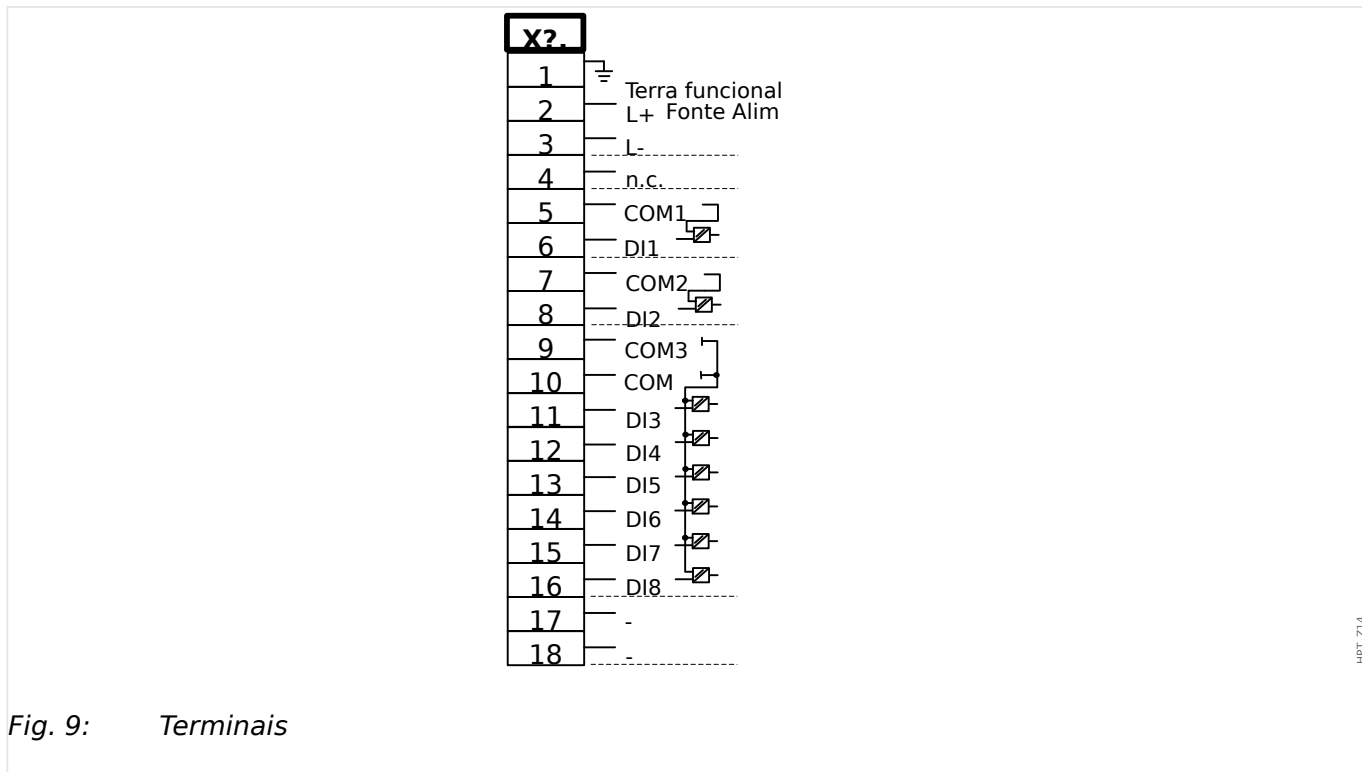 X?.
1
Terra funcional
2 L+ Fonte Alim
3 L-
4 n.c.
5 COM1
6 DI1
7 COM2
8 DI2
9 COM3
10 COM
11 DI3
12 DI4
13 DI5
14 DI6
15 DI7
16 DI8
17 -
18 -
HPT_Z14
Fig. 9: Terminais